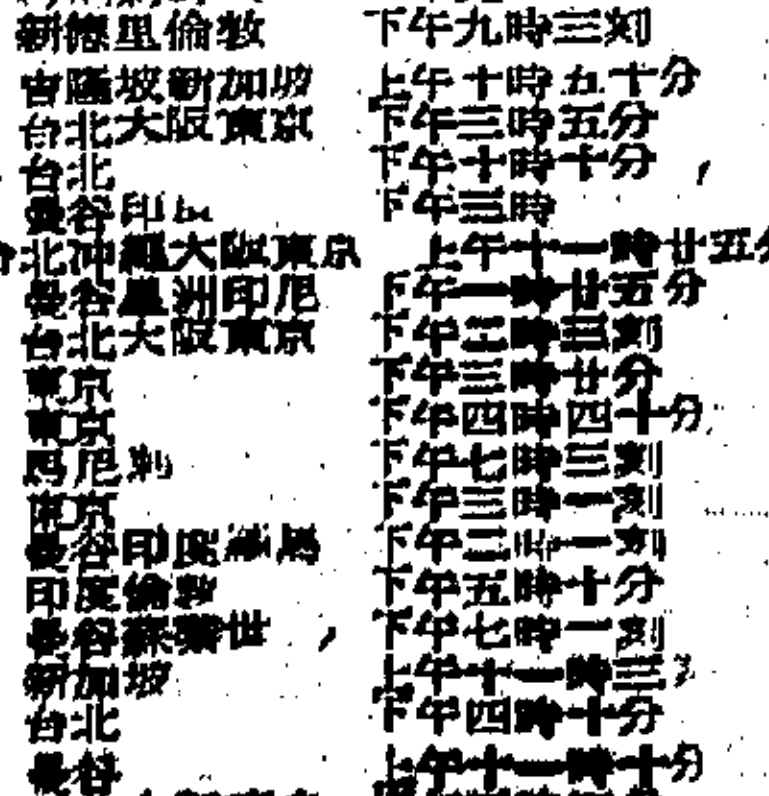 新德里倫敦 下午九時三刻
吉隆坡新加坡 上午十時五十分
台北大阪東京 下午三時五分
台北 下午十時十分
曼谷印 下午三時
台北冲繩大阪東京 上午十一時廿五分
曼谷星洲印尼 下午一時廿五分
台北大阪東京 下午二時三刻
東京 下午三時廿分
東京 下午四時四十分
馬尼剌 下午七時三刻
東京 下午三時一刻
曼谷印度羅馬 下午二時一刻
印度倫敦 下午五時十分
曼谷蘇黎世 下午七時一刻
新加坡 上午十一時三
台北 下午四時十分
曼谷 上午十一時十分